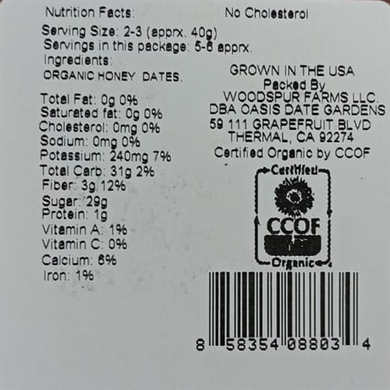 Nutrition Facts:
No Cholesterol
Serving Size: 2-3 (apprx. 40g)
Servings in this package: 5-6 apprx.
Ingredients:
ORGANIC HONEY DATES.
Total Fat: 0g 0%
Saturated fat: 0g 0%
Cholesterol: 0mg 0%
Sodium: 0mg 0%
Potassium: 240mg 7%
Total Carb: 31g 2%
Fiber: 3g 12%
Sugar: 29g
Protein: 1g
Vitamin A: 1%
Vitamin C: 0%
Calcium: 6%
Iron: 1%
GROWN IN THE USA
Packed By
WOODSPUR FARMS LLC
DBA OASIS DATE GARDENS
59 111 GRAPEFRUIT BLVD
THERMAL, CA 92274
Certified Organic by CCOF
Certified
CCOF
Organic
8 58354 08803 4